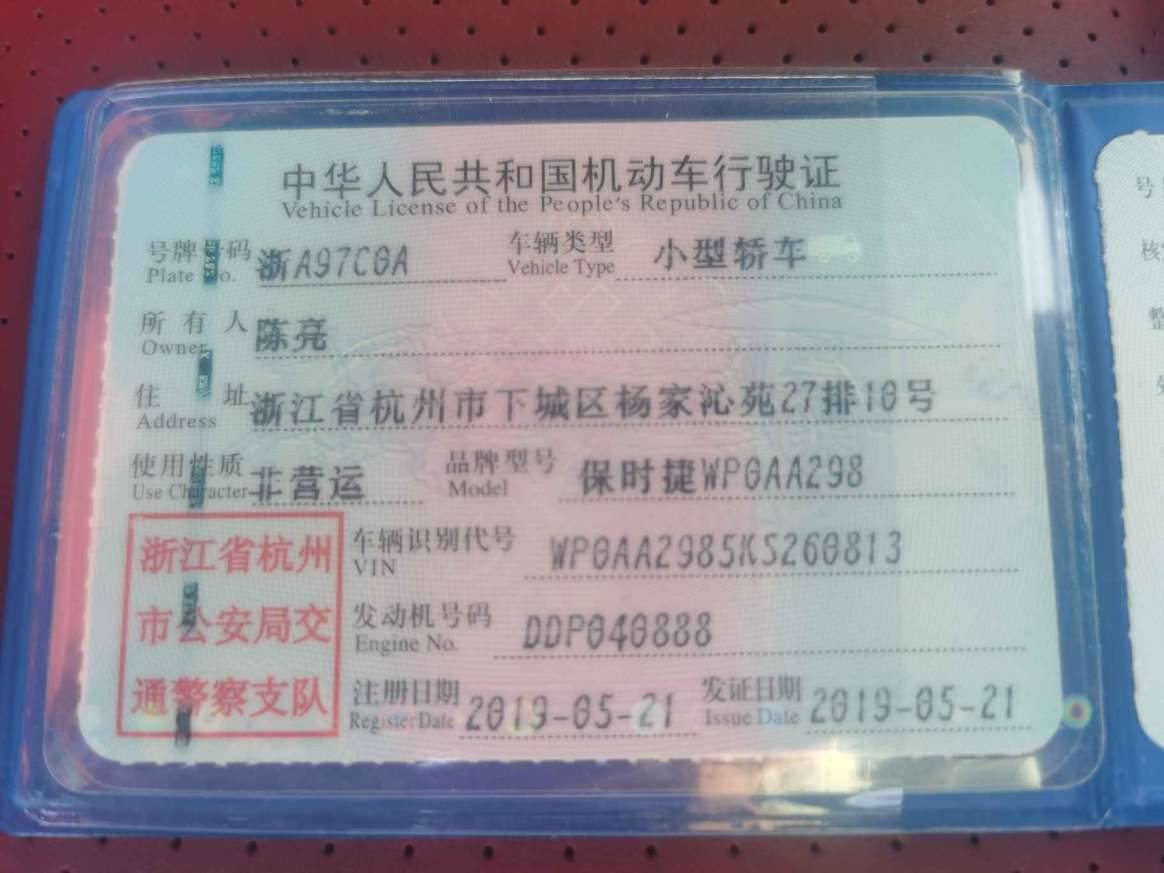 中华人民共和国机动车行驶证
Vehicle License of the People's Republic of China
号牌号码 浙A97C0A 车辆类型 小型轿车
Plate No. Vehicle Type
所有人 陈亮
Owner
住址 浙江省杭州市下城区杨家沁苑27排10号
Address
使用性质 非营运 品牌型号 保时捷WP0AA298
Use Character Model
浙江省杭州
市公安局交
通警察支队
车辆识别代号 WP0AA2985KS260813
VIN
发动机号码 DDP040888
Engine No.
注册日期 2019-05-21 发证日期 2019-05-21
Register Date Issue Date
号
核
整